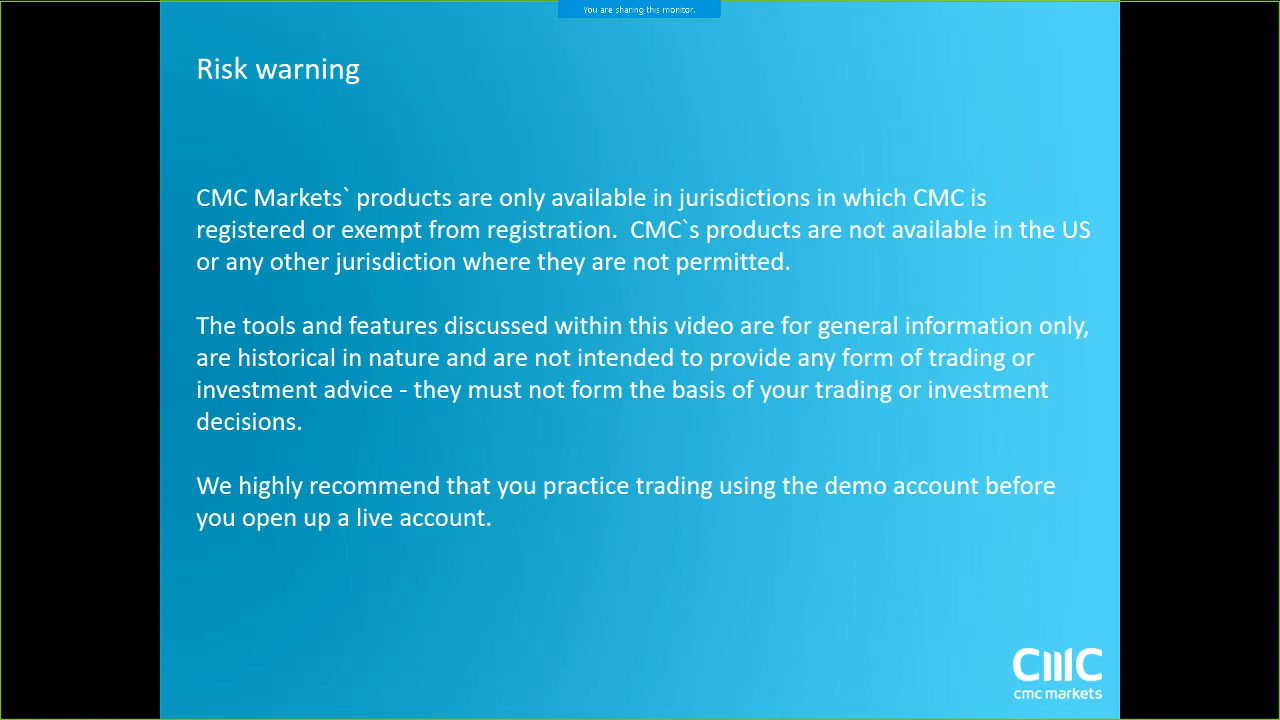 You are sharing this monitor.
Risk warning
CMC Markets` products are only available in jurisdictions in which CMC is
registered or exempt from registration.  CMC`s products are not available in the US
or any other jurisdiction where they are not permitted.
The tools and features discussed within this video are for general information only,
are historical in nature and are not intended to provide any form of trading or
investment advice - they must not form the basis of your trading or investment
decisions.
We highly recommend that you practice trading using the demo account before
you open up a live account.
CMC
cmc markets